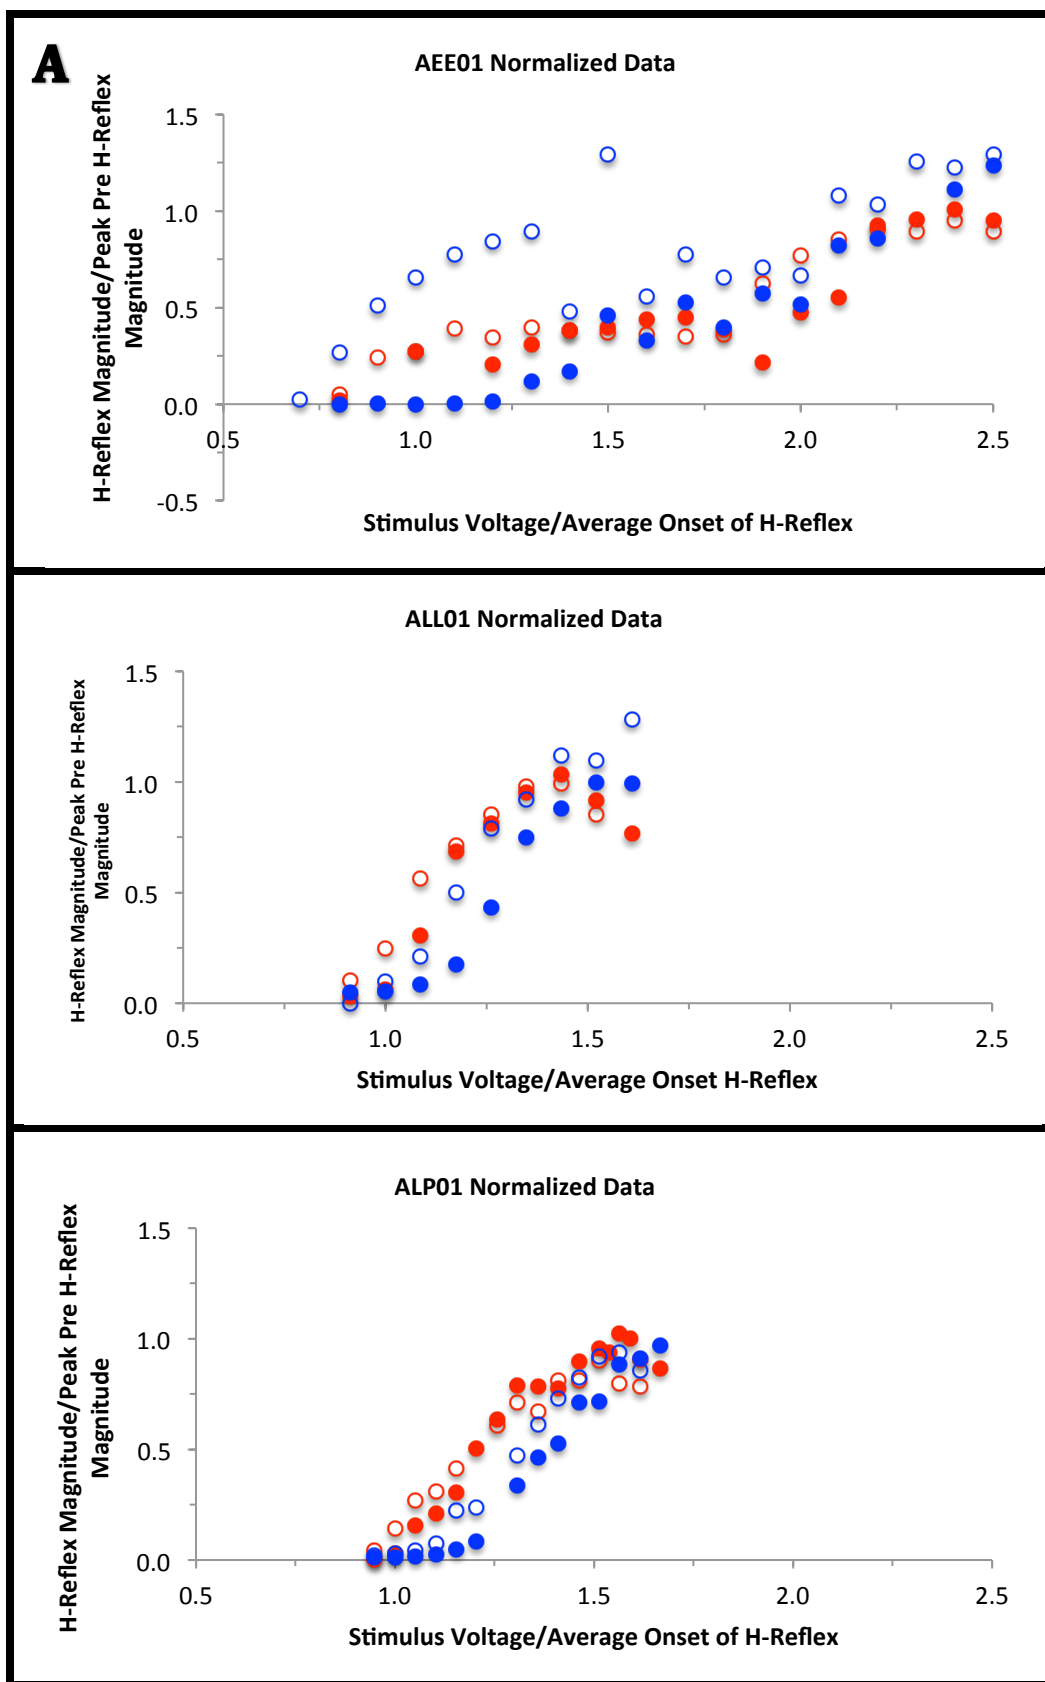 A
AEE01 Normalized Data
H-Reflex Magnitude/Peak Pre H-Reflex
Magnitude
1.5
1.0
0.5
0.0
-0.5
0.5 1.0 1.5 2.0 2.5
Stimulus Voltage/Average Onset of H-Reflex
ALL01 Normalized Data
H-Reflex Magnitude/Peak Pre H-Reflex
Magnitude
1.5
1.0
0.5
0.0
0.5 1.0 1.5 2.0 2.5
Stimulus Voltage/Average Onset H-Reflex
ALP01 Normalized Data
H-Reflex Magnitude/Peak Pre H-Reflex
Magnitude
1.5
1.0
0.5
0.0
0.5 1.0 1.5 2.0 2.5
Stimulus Voltage/Average Onset of H-Reflex